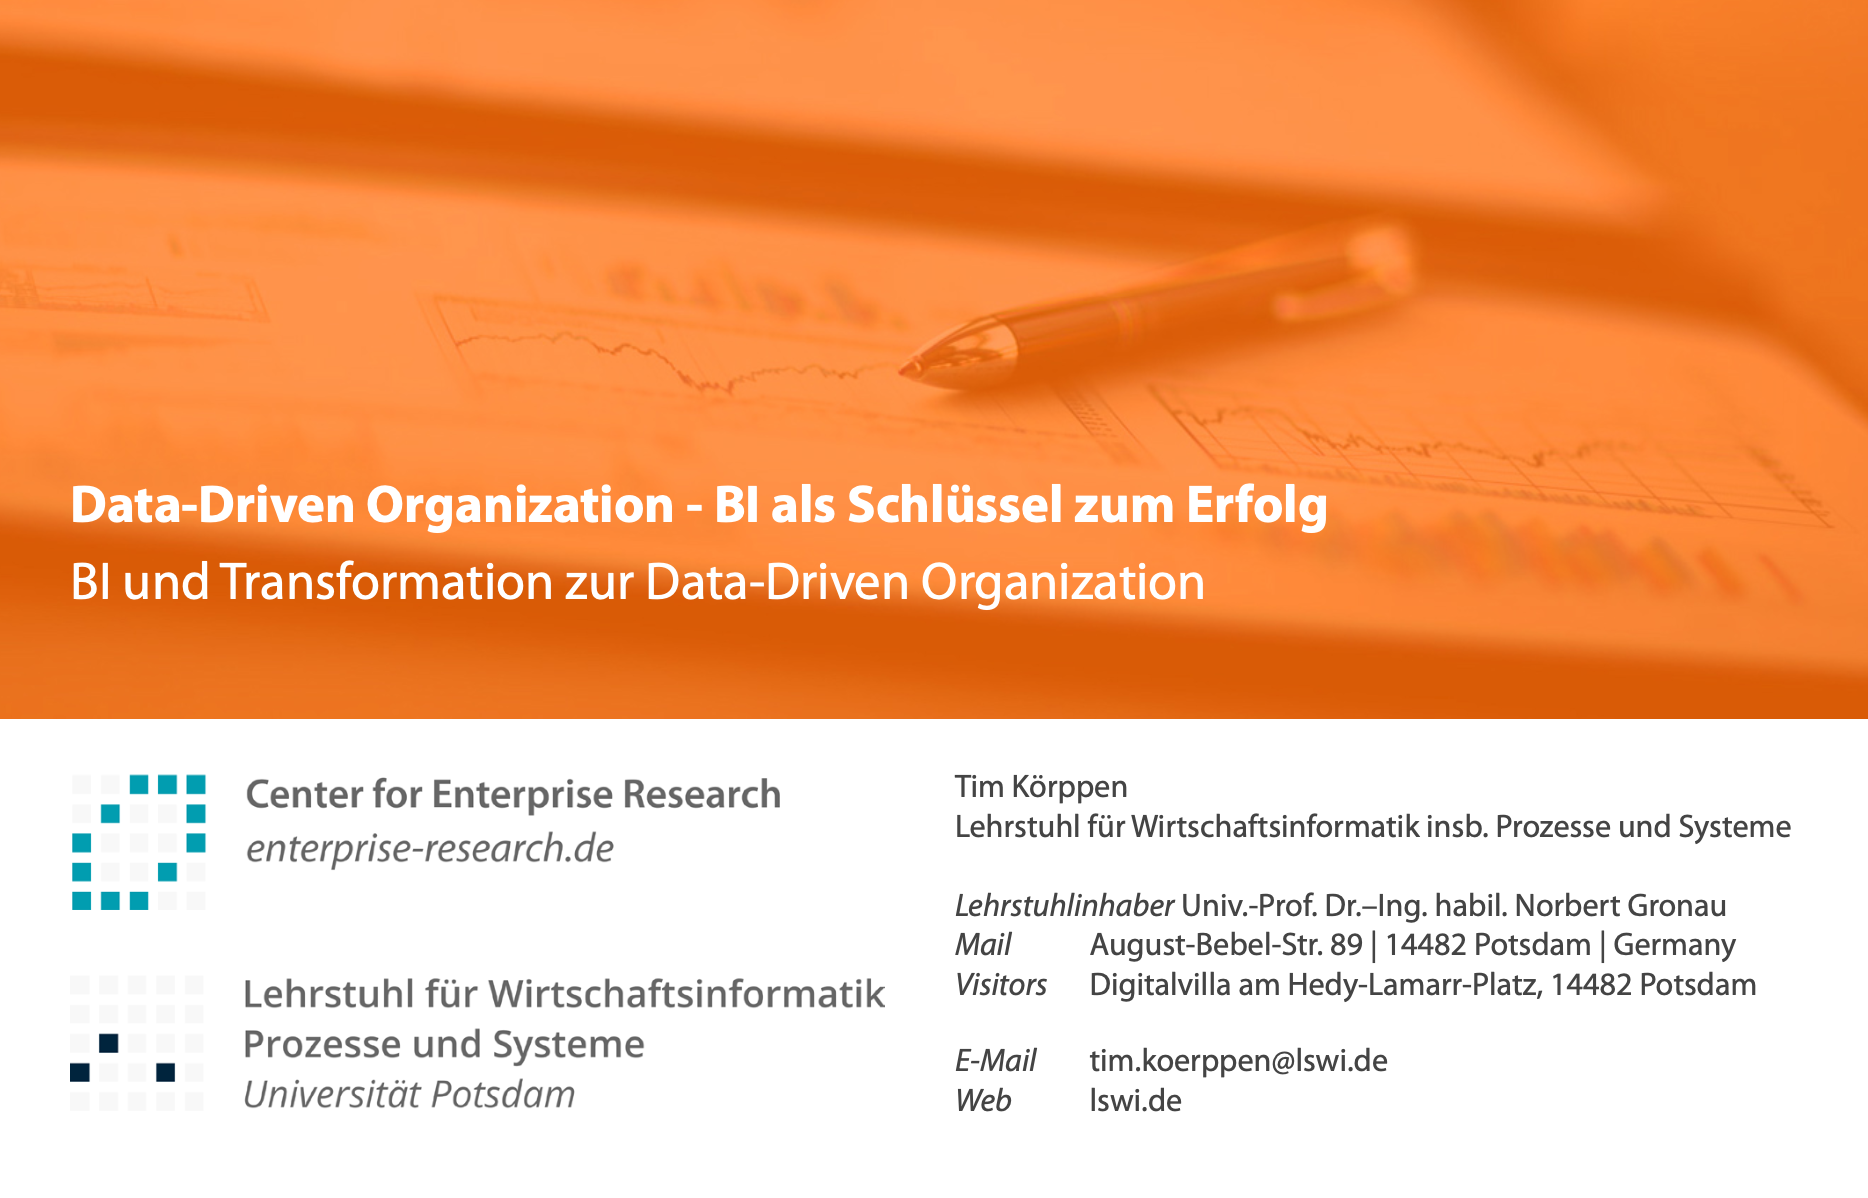 Data-Driven Organization - BI als Schlüssel zum Erfolg
BI und Transformation zur Data-Driven Organization
Center for Enterprise Research
enterprise-research.de
Lehrstuhl für Wirtschaftsinformatik
Prozesse und Systeme
Universität Potsdam
Tim Körppen
Lehrstuhl für Wirtschaftsinformatik insb. Prozesse und Systeme
Lehrstuhlinhaber Univ.-Prof. Dr.–Ing. habil. Norbert Gronau
Mail August-Bebel-Str. 89 | 14482 Potsdam | Germany
Visitors Digitalvilla am Hedy-Lamarr-Platz, 14482 Potsdam
E-Mail tim.koerppen@lswi.de
Web lswi.de